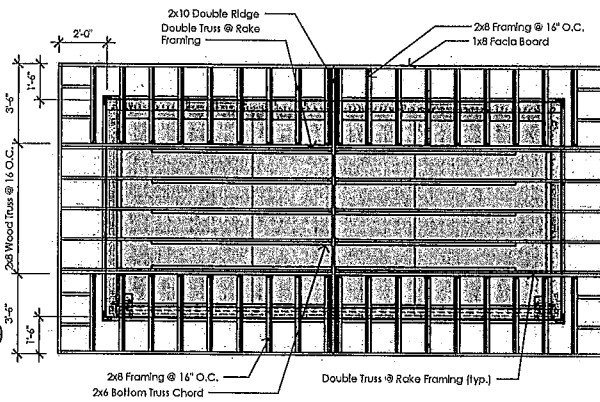 2x10 Double Ridge
Double Truss @ Rake
Framing
2x8 Framing @ 16" O.C.
1x8 Facia Board
2'-0"
1'-6"
3'-6"
2x8 Wood Truss @ 16 O.C.
3'-6"
1'-6"
2x8 Framing @ 16" O.C.
2x6 Bottom Truss Chord
Double Truss @ Rake Framing (typ.)